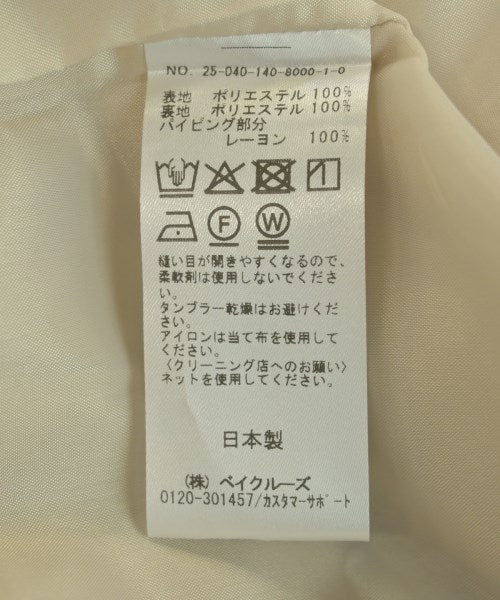 NO. 25-040-140-8000-1-0
表地 ポリエステル 100%
裏地 ポリエステル 100%
パイピング部分
レーヨン 100%
F W
縫い目が開きやすくなるので、
柔軟剤は使用しないでくださ
い。
タンブラー乾燥はお避けくだ
さい。
アイロンは当て布を使用して
ください。
〈クリーニング店へのお願い〉
ネットを使用してください。
日本製
(株) ベイクルーズ
0120-301457/カスタマーサポート